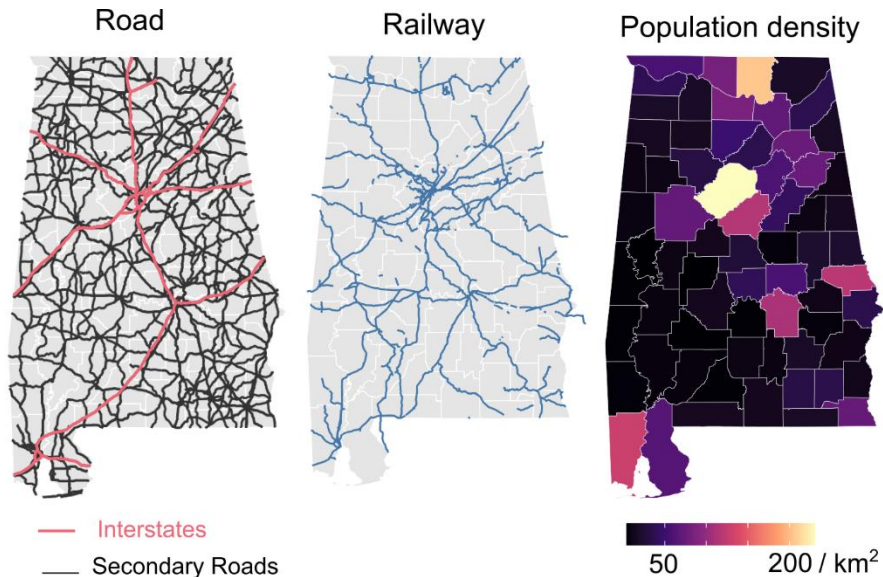 Road
Railway
Population density
Interstates
Secondary Roads
50
200 / km²